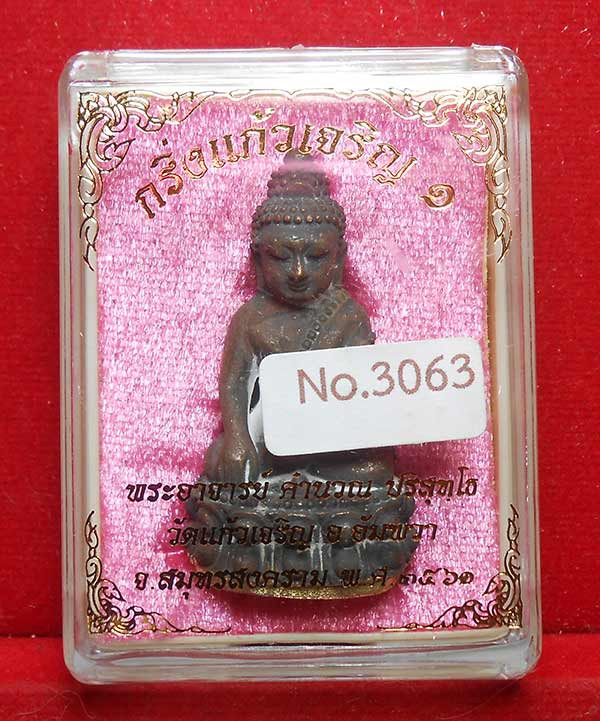 กริ่งแก้วเจริญ ๑
No.3063
พระอาจารย์ คำนวณ ปริสุทโธ
วัดแก้วเจริญ อ.อัมพวา
จ.สมุทรสงคราม พ.ศ.๒๕๖๑